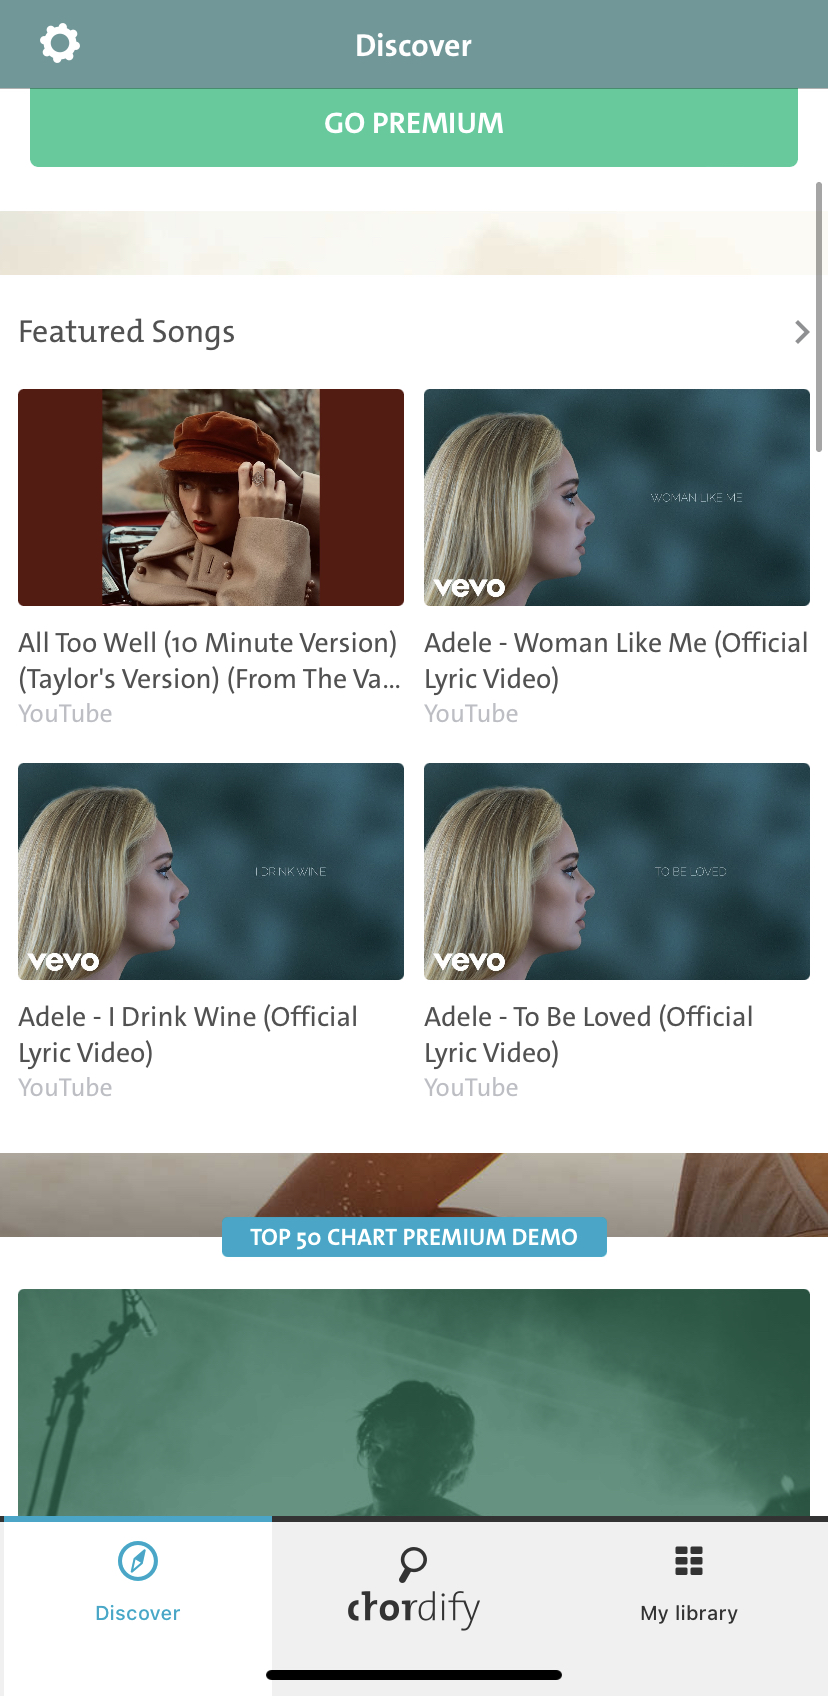 Discover
GO PREMIUM
Featured Songs
WOMAN LIKE ME
vevo
All Too Well (10 Minute Version)
(Taylor's Version) (From The Va...
YouTube
Adele - Woman Like Me (Official
Lyric Video)
YouTube
I DRINK WINE
vevo
TO BE LOVED
vevo
Adele - I Drink Wine (Official
Lyric Video)
YouTube
Adele - To Be Loved (Official
Lyric Video)
YouTube
TOP 50 CHART PREMIUM DEMO
Discover
chordify
My library